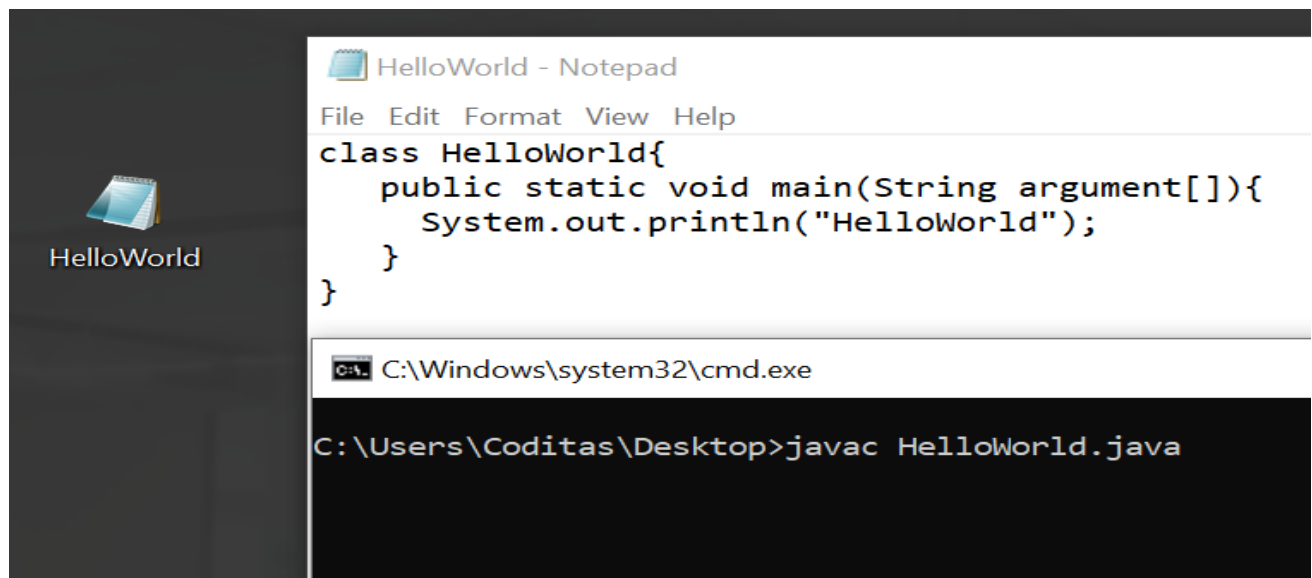 HelloWorld - Notepad
File Edit Format View Help
class HelloWorld{
public static void main(String argument[]){
System.out.println("HelloWorld");
}
}
HelloWorld
C:\Windows\system32\cmd.exe
C:\Users\Coditas\Desktop>javac HelloWorld.java